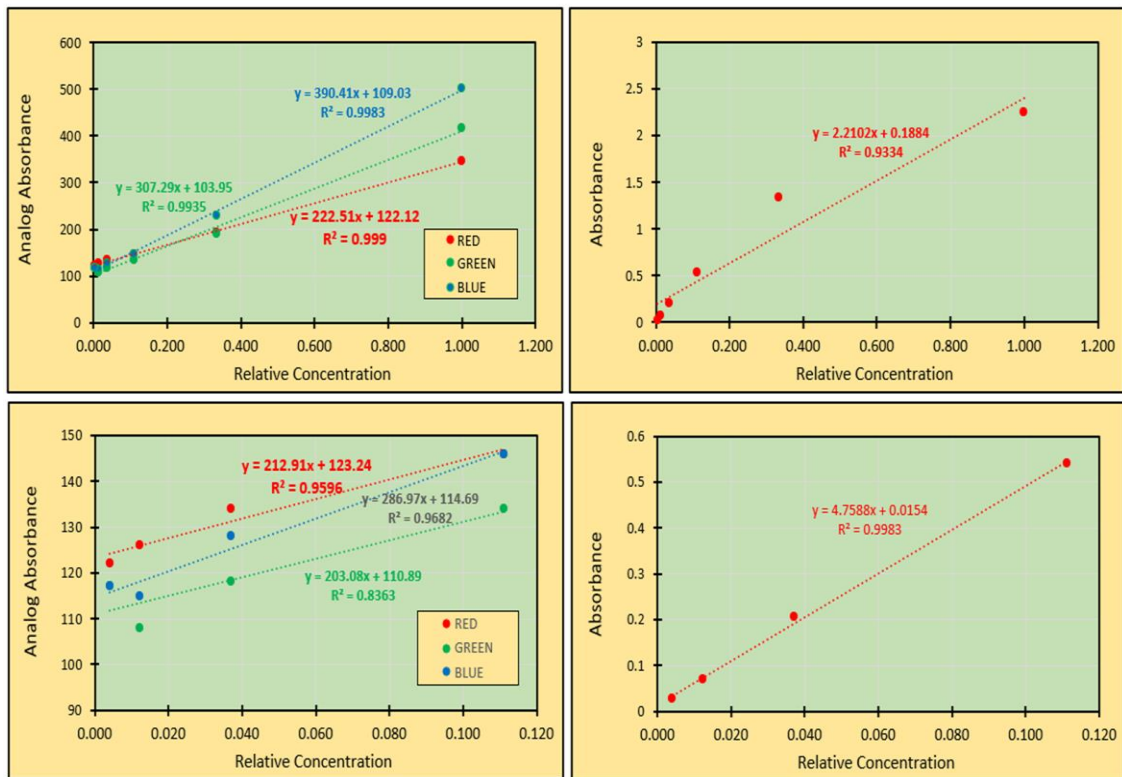 Analog Absorbance
600
500
400
300
200
100
0
y = 390.41x + 109.03
R² = 0.9983
y = 307.29x + 103.95
R² = 0.9935
y = 222.51x + 122.12
R² = 0.999
RED
GREEN
BLUE
0.000 0.200 0.400 0.600 0.800 1.000 1.200
Relative Concentration
Absorbance
3
2.5
2
1.5
1
0.5
0
y = 2.2102x + 0.1884
R² = 0.9334
0.000 0.200 0.400 0.600 0.800 1.000 1.200
Relative Concentration
Analog Absorbance
150
140
130
120
110
100
90
y = 212.91x + 123.24
R² = 0.9596
y = 286.97x + 114.69
R² = 0.9682
y = 203.08x + 110.89
R² = 0.8363
RED
GREEN
BLUE
0.000 0.020 0.040 0.060 0.080 0.100 0.120
Relative Concentration
Absorbance
0.6
0.5
0.4
0.3
0.2
0.1
0
y = 4.7588x + 0.0154
R² = 0.9983
0.000 0.020 0.040 0.060 0.080 0.100 0.120
Relative Concentration